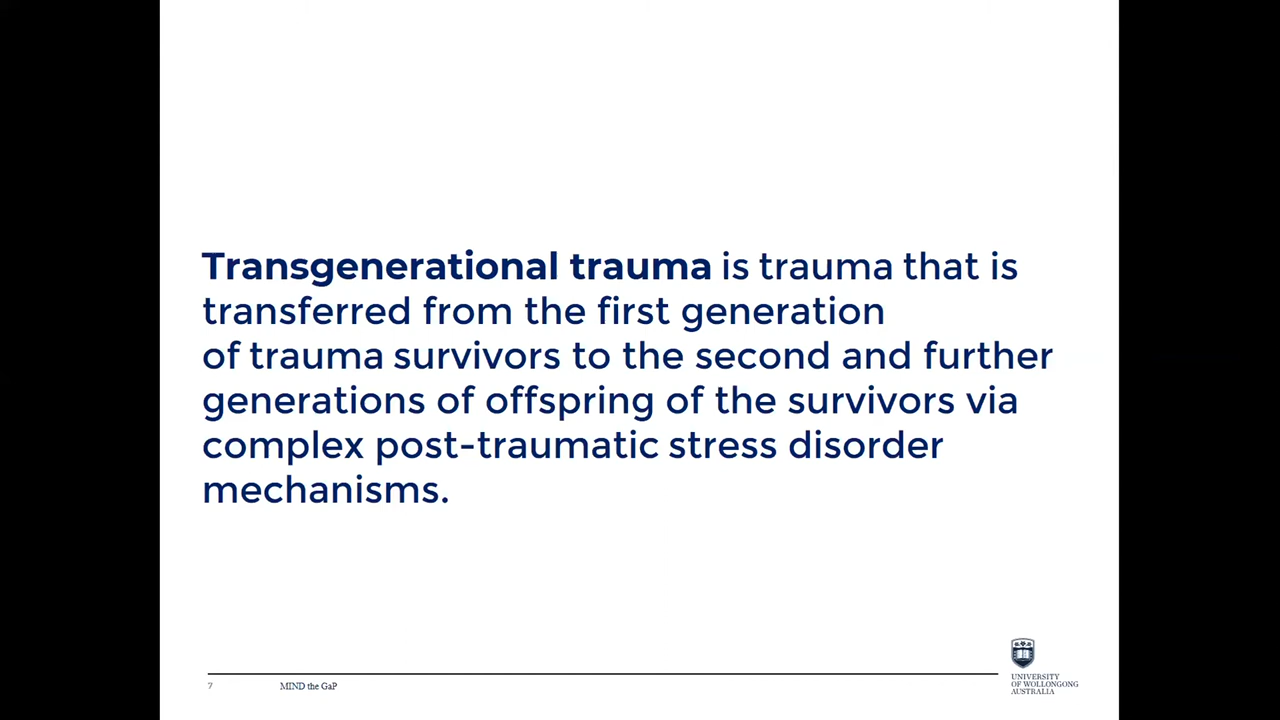 Transgenerational trauma is trauma that is
transferred from the first generation
of trauma survivors to the second and further
generations of offspring of the survivors via
complex post-traumatic stress disorder
mechanisms.
7
MIND the GaP
UNIVERSITY
OF WOLLONGONG
AUSTRALIA